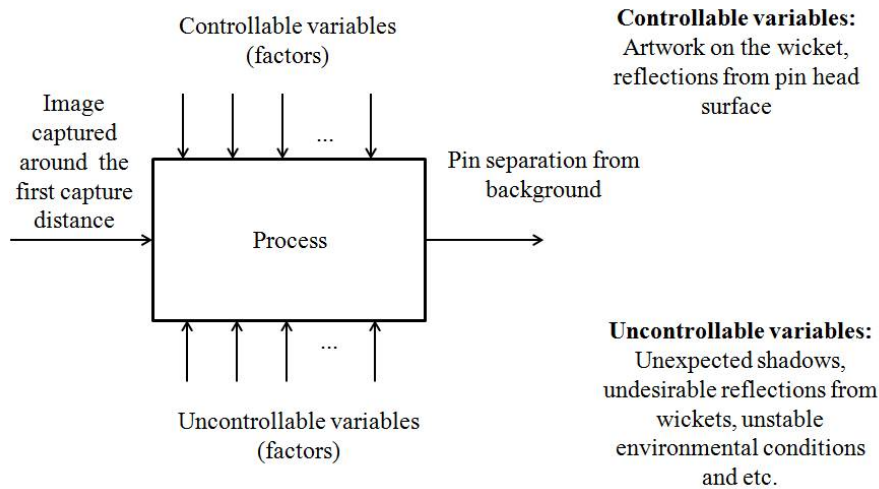 Controllable variables
(factors)
Image
captured
around the
first capture
distance
...
Process
Pin separation from
background
...
Uncontrollable variables
(factors)
Controllable variables:
Artwork on the wicket,
reflections from pin head
surface
Uncontrollable variables:
Unexpected shadows,
undesirable reflections from
wickets, unstable
environmental conditions
and etc.